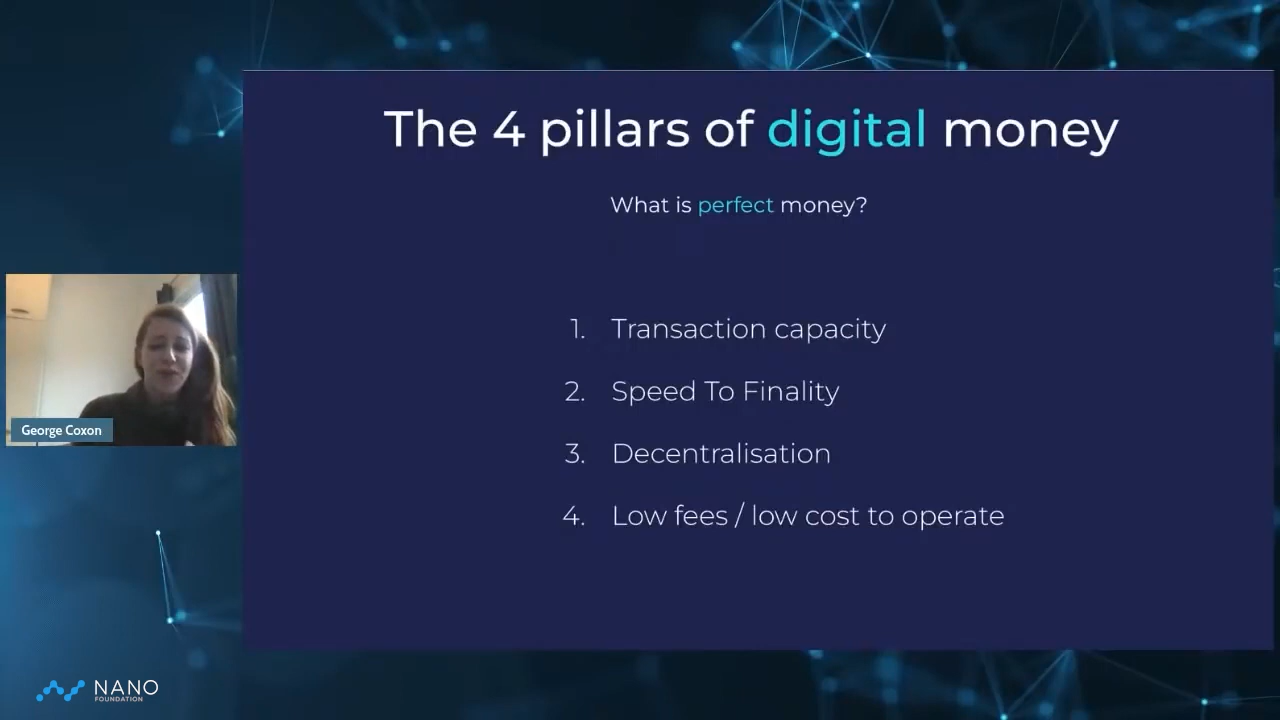 The 4 pillars of digital money
What is perfect money?
1. Transaction capacity
2. Speed To Finality
3. Decentralisation
4. Low fees / low cost to operate
George Coxon
NANO
FOUNDATION